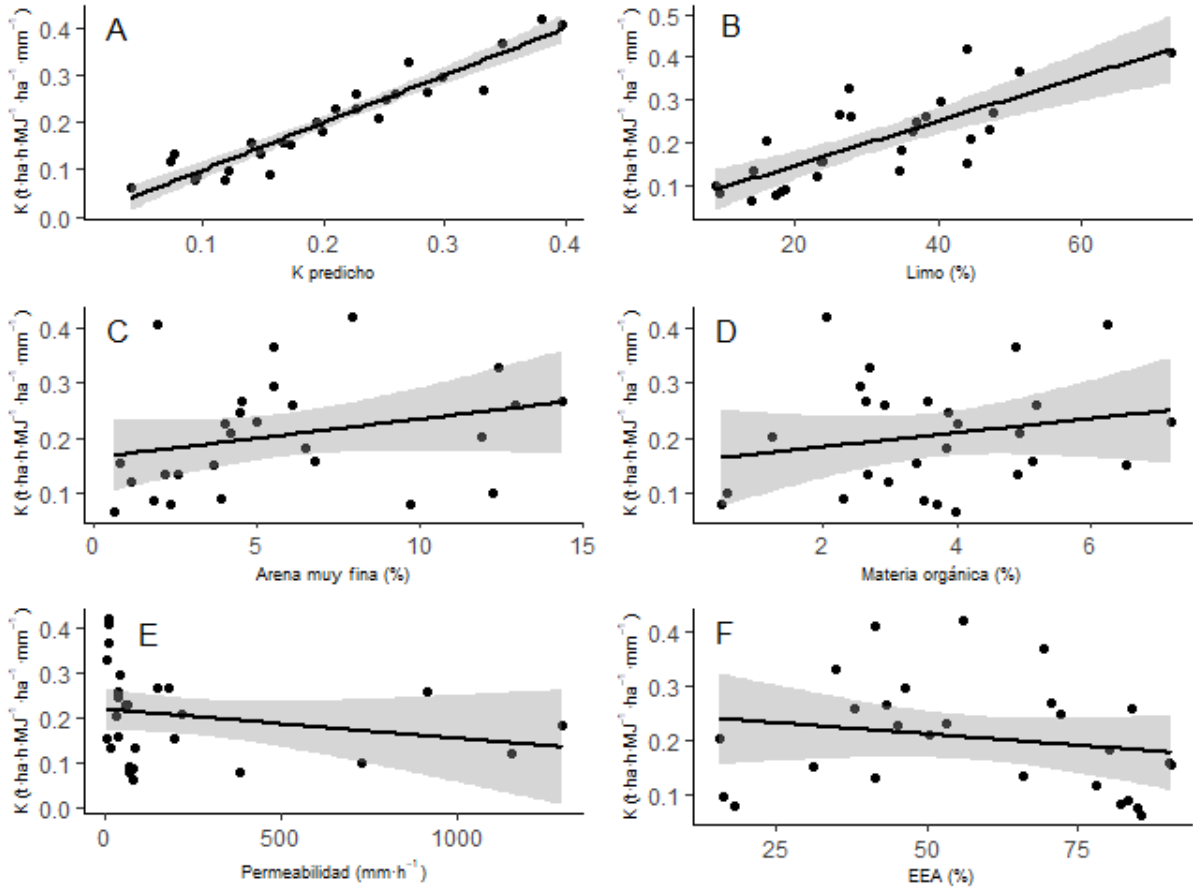 A
K (t·ha·h·MJ⁻¹·ha⁻¹·mm⁻¹)
0.4
0.3
0.2
0.1
0.0
0.1
0.2
0.3
0.4
K predicho
B
K (t·ha·h·MJ⁻¹·ha⁻¹·mm⁻¹)
0.5
0.4
0.3
0.2
0.1
20
40
60
Limo (%)
C
K (t·ha·h·MJ⁻¹·ha⁻¹·mm⁻¹)
0.4
0.3
0.2
0.1
0
5
10
15
Arena muy fina (%)
D
K (t·ha·h·MJ⁻¹·ha⁻¹·mm⁻¹)
0.4
0.3
0.2
0.1
2
4
6
Materia orgánica (%)
E
K (t·ha·h·MJ⁻¹·ha⁻¹·mm⁻¹)
0.4
0.3
0.2
0.1
0.0
0
500
1000
Permeabilidad (mm·h⁻¹)
F
K (t·ha·h·MJ⁻¹·ha⁻¹·mm⁻¹)
0.4
0.3
0.2
0.1
25
50
75
EEA (%)